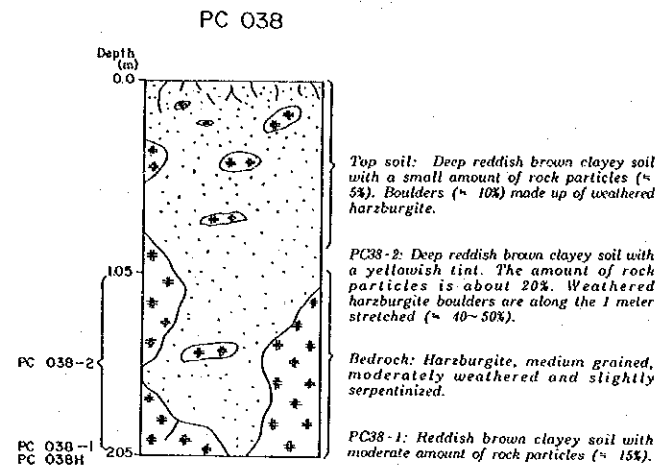 PC 038
Depth
(m)
0.0
1.05
PC 038-2
PC 038-1
PC 038H
2.05
Top soil: Deep reddish brown clayey soil
with a small amount of rock particles (≒
5%). Boulders (≒ 10%) made up of weathered
harzburgite.
PC38-2: Deep reddish brown clayey soil with
a yellowish tint. The amount of rock
particles is about 20%. Weathered
harzburgite boulders are along the 1 meter
stretched (≒ 40~50%).
Bedrock: Harzburgite, medium grained,
moderately weathered and slightly
serpentinized.
PC38-1: Reddish brown clayey soil with
moderate amount of rock particles (≒ 15%).